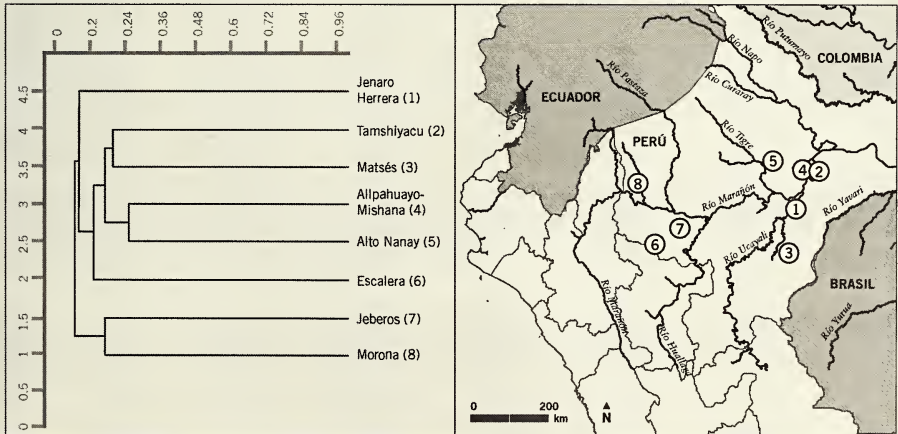 0 0.2 0.24 0.36 0.48 0.6 0.72 0.84 0.96
4.5
4
3.5
3
2.5
2
1.5
1
0.5
0
Jenaro
Herrera (1)
Tamshiyacu (2)
Matsés (3)
Allpahuayo-
Mishana (4)
Alto Nanay (5)
Escalera (6)
Jeberos (7)
Morona (8)
Río Putumayo
COLOMBIA
Río Napo
Río Pastaza
Río Curaray
ECUADOR
Río Tigre
PERÚ
5
4
2
8
Río Marañón
1
Río Yavari
7
6
Río Ucayali
3
BRASIL
Río Marañón
Río Huallaga
Río Yurua
0 200
km
N